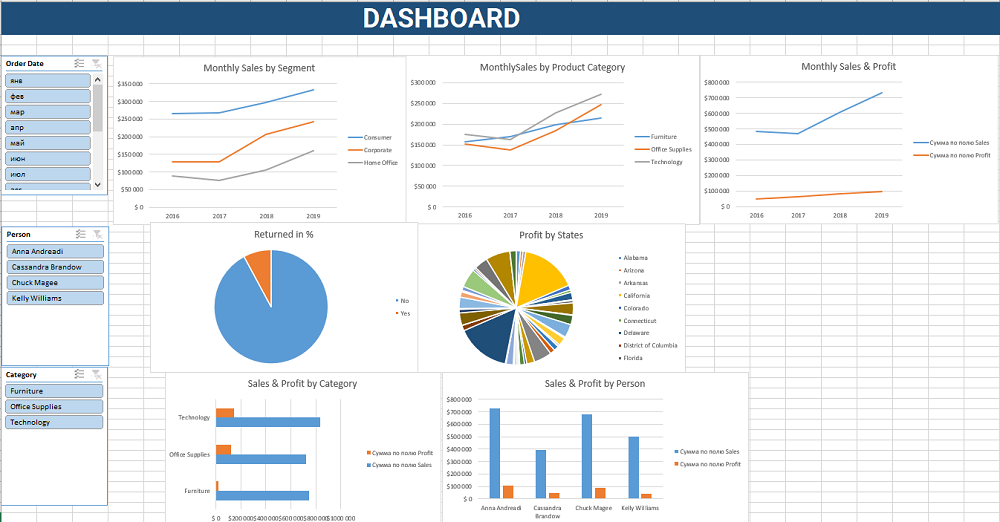 DASHBOARD
Order Date
янв
фев
мар
апр
май
июн
июл
Monthly Sales by Segment
$350 000
$300 000
$250 000
$200 000
$150 000
$100 000
$50 000
$ 0
2016 2017 2018 2019
Consumer
Corporate
Home Office
MonthlySales by Product Category
$300 000
$250 000
$200 000
$150 000
$100 000
$50 000
$ 0
2016 2017 2018 2019
Furniture
Office Supplies
Technology
Monthly Sales & Profit
$800 000
$700 000
$600 000
$500 000
$400 000
$300 000
$200 000
$100 000
$ 0
2016 2017 2018 2019
Сумма по полю Sales
Сумма по полю Profit
Person
Anna Andreadi
Cassandra Brandow
Chuck Magee
Kelly Williams
Returned in %
No
Yes
Profit by States
Alabama
Arizona
Arkansas
California
Colorado
Connecticut
Delaware
District of Columbia
Florida
Category
Furniture
Office Supplies
Technology
Sales & Profit by Category
Technology
Office Supplies
Furniture
$ 0 $200 000 $400 000 $600 000 $800 000 $1000 000
Сумма по полю Profit
Сумма по полю Sales
Sales & Profit by Person
$800 000
$700 000
$600 000
$500 000
$400 000
$300 000
$200 000
$100 000
$ 0
Anna Andreadi Cassandra Brandow Chuck Magee Kelly Williams
Сумма по полю Sales
Сумма по полю Profit